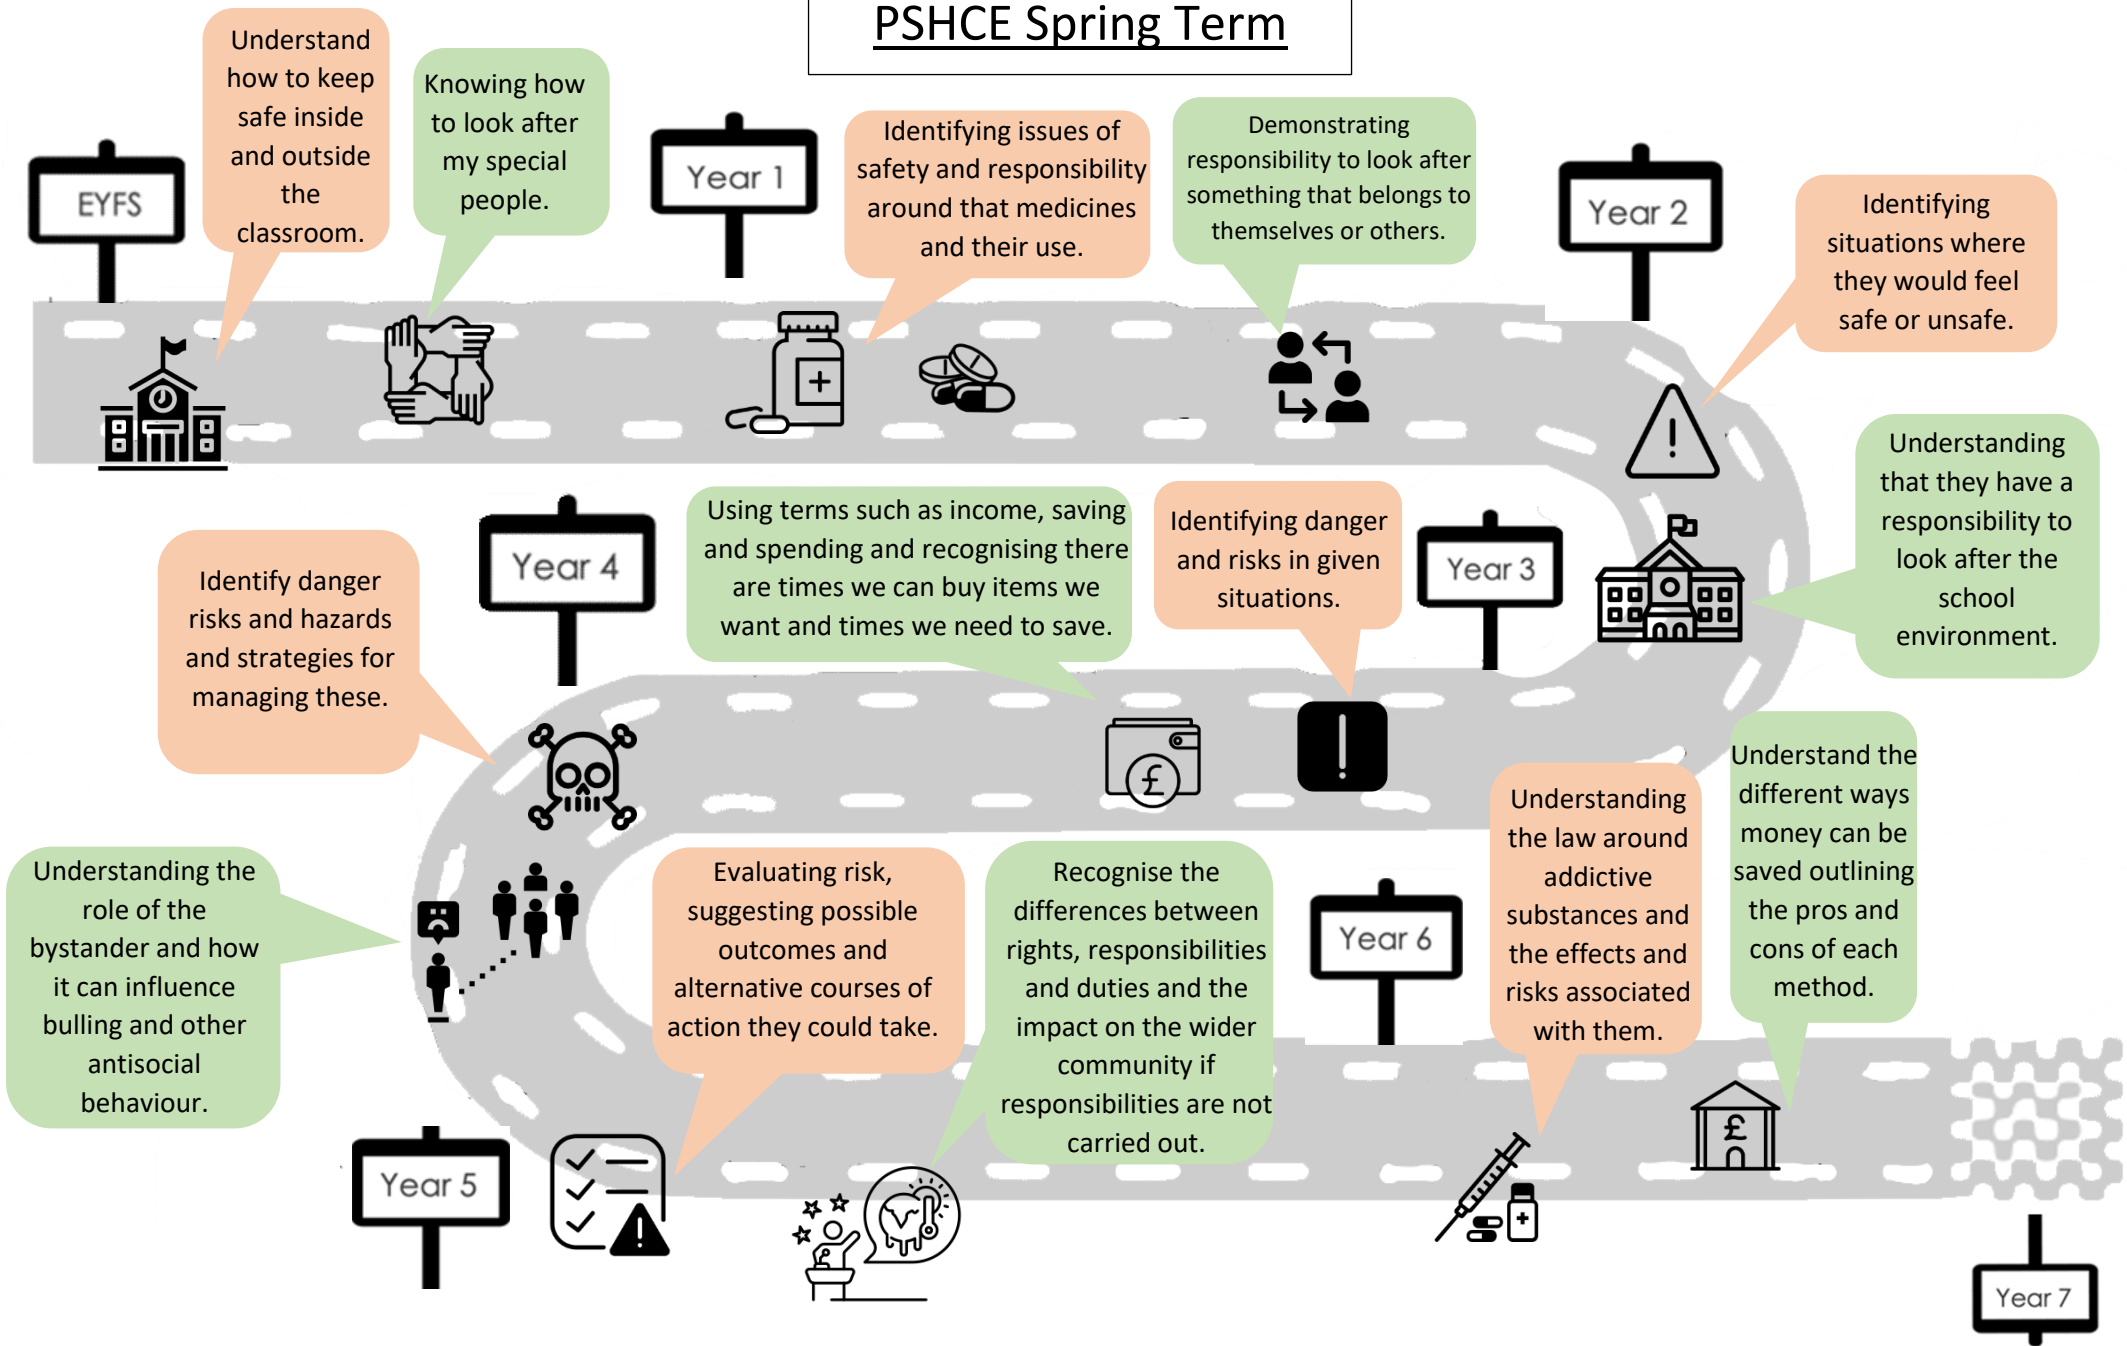 PSHCE Spring Term
EYFS
Understand
how to keep
safe inside
and outside
the
classroom.
Knowing how
to look after
my special
people.
Year 1
Identifying issues of
safety and responsibility
around that medicines
and their use.
Demonstrating
responsibility to look after
something that belongs to
themselves or others.
Year 2
Identifying
situations where
they would feel
safe or unsafe.
Understanding
that they have a
responsibility to
look after the
school
environment.
Year 3
Identifying danger
and risks in given
situations.
Using terms such as income, saving
and spending and recognising there
are times we can buy items we
want and times we need to save.
£
Year 4
Identify danger
risks and hazards
and strategies for
managing these.
Understanding the
role of the
bystander and how
it can influence
bulling and other
antisocial
behaviour.
Year 5
Evaluating risk,
suggesting possible
outcomes and
alternative courses of
action they could take.
Recognise the
differences between
rights, responsibilities
and duties and the
impact on the wider
community if
responsibilities are not
carried out.
Year 6
Understanding
the law around
addictive
substances and
the effects and
risks associated
with them.
Understand the
different ways
money can be
saved outlining
the pros and
cons of each
method.
£
Year 7